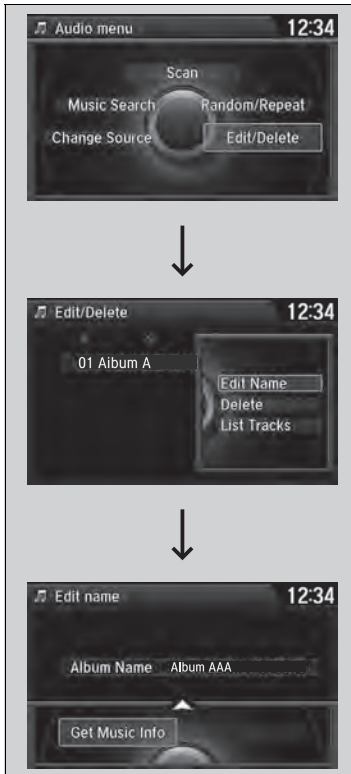 Audio menu 12:34
Scan
Music Search Random/Repeat
Change Source Edit/Delete
Edit/Delete 12:34
01 Aibum A
Edit Name
Delete
List Tracks
Edit name 12:34
Album Name Album AAA
Get Music Info